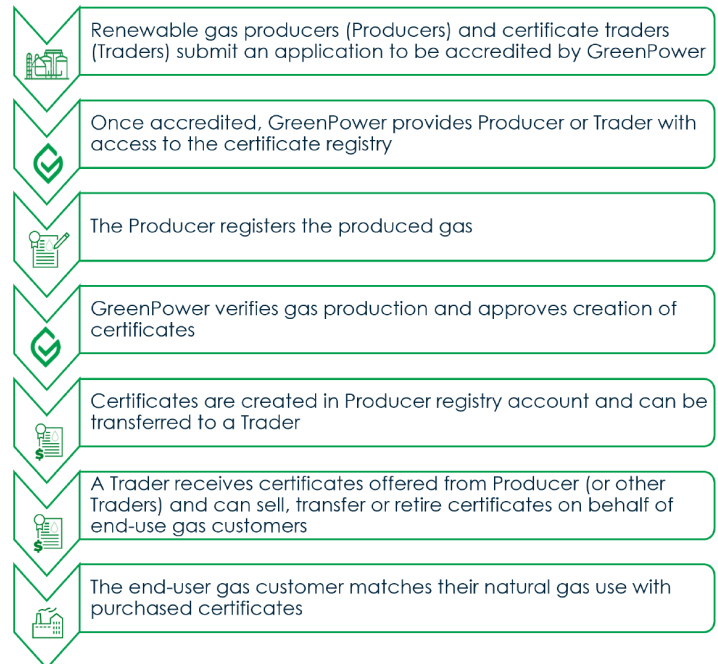 Renewable gas producers (Producers) and certificate traders
(Traders) submit an application to be accredited by GreenPower
Once accredited, GreenPower provides Producer or Trader with
access to the certificate registry
The Producer registers the produced gas
GreenPower verifies gas production and approves creation of
certificates
Certificates are created in Producer registry account and can be
transferred to a Trader
A Trader receives certificates offered from Producer (or other
Traders) and can sell, transfer or retire certificates on behalf of
end-use gas customers
The end-user gas customer matches their natural gas use with
purchased certificates